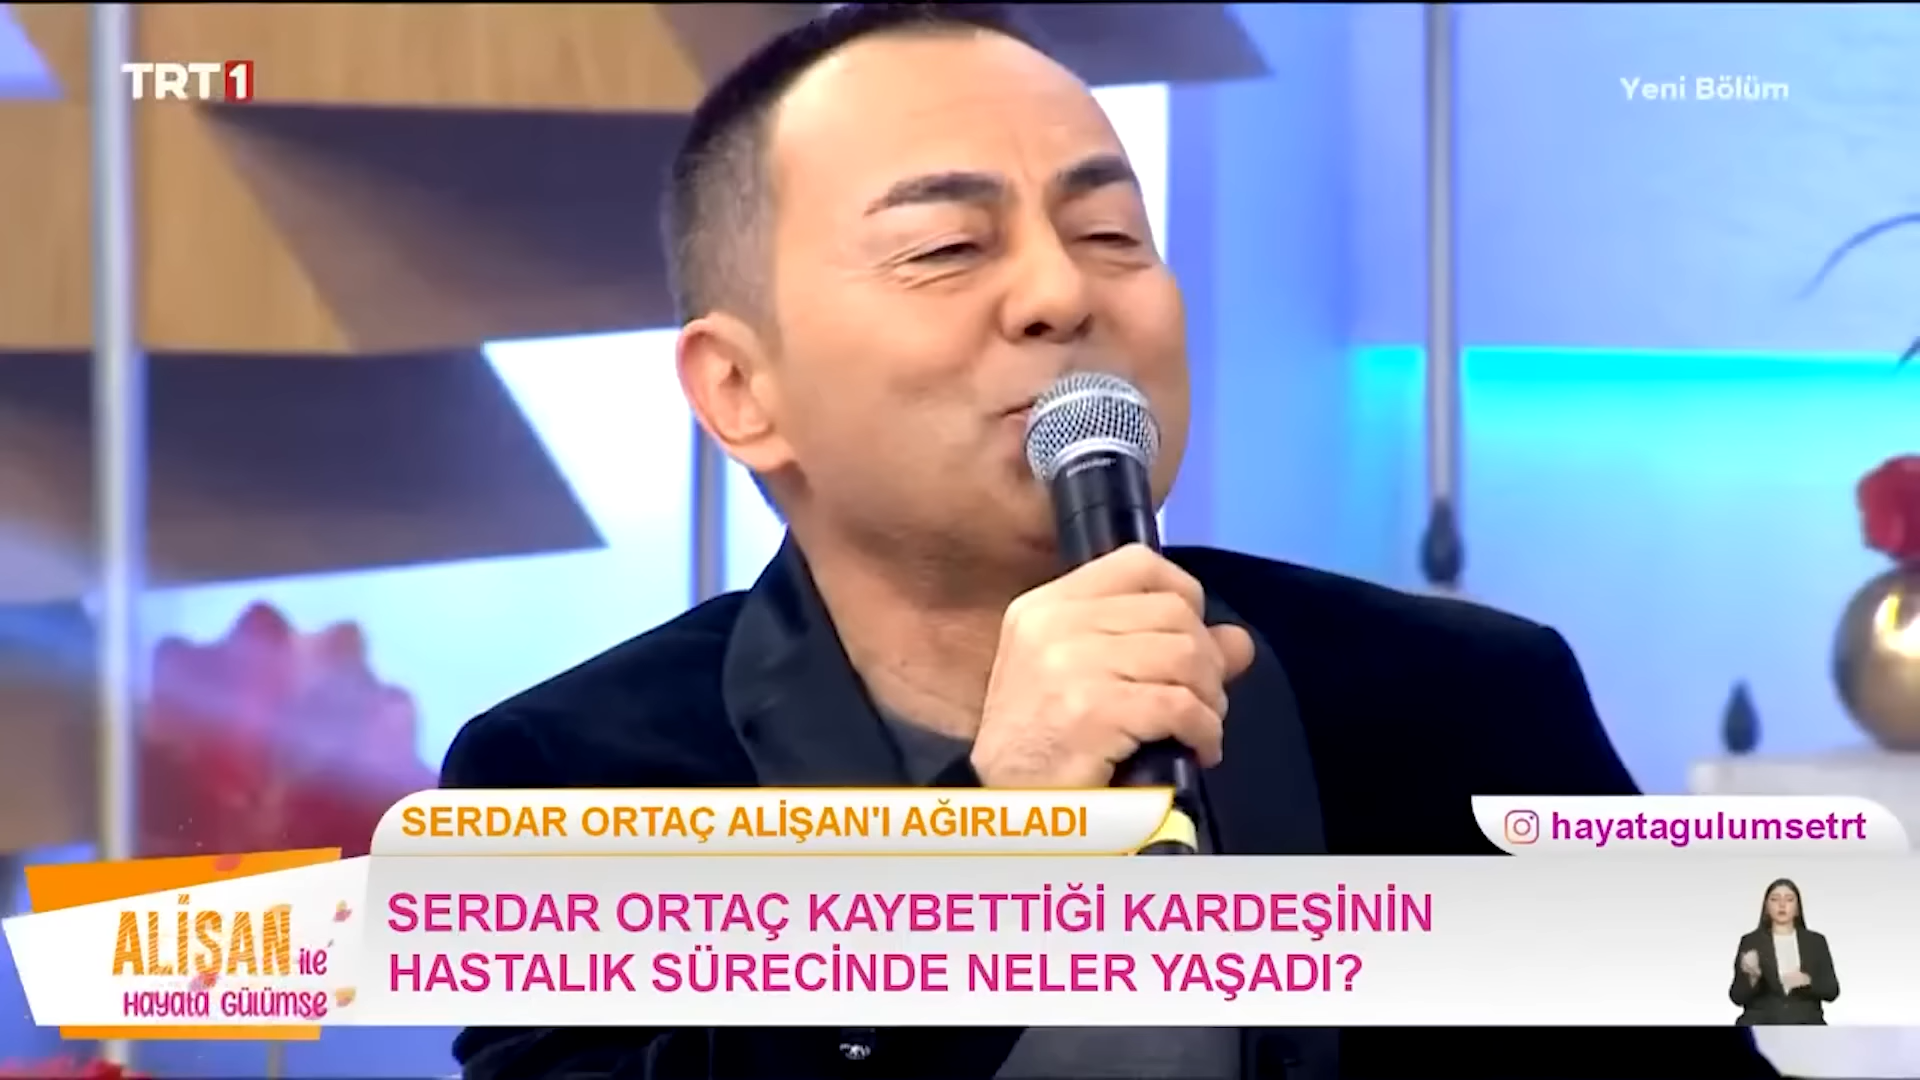 TRT1
Yeni Bölüm
SERDAR ORTAÇ ALİŞAN'I AĞIRLADI
hayatagulumsetrt
SERDAR ORTAÇ KAYBETTİĞİ KARDEŞİNİN
HASTALIK SÜRECİNDE NELER YAŞADI?
ALİŞAN ile
Hayata Gülümse